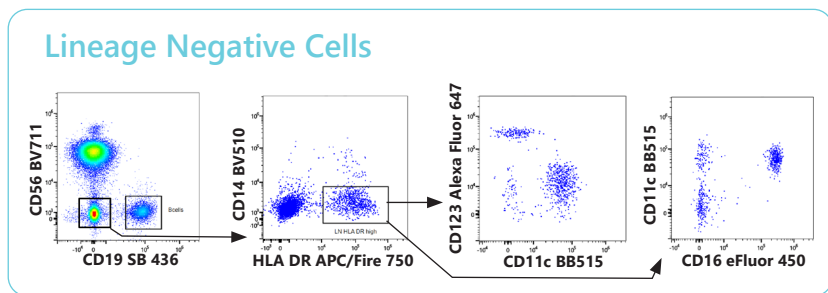 Lineage Negative Cells
CD56 BV711
Bcells
CD19 SB 436
CD14 BV510
LN HLA DR high
HLA DR APC/Fire 750
CD123 Alexa Fluor 647
CD11c BB515
CD11c BB515
CD16 eFluor 450